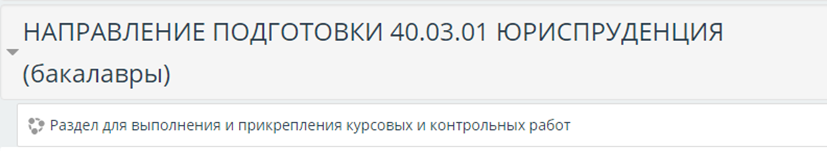 НАПРАВЛЕНИЕ ПОДГОТОВКИ 40.03.01 ЮРИСПРУДЕНЦИЯ
(бакалавры)
Раздел для выполнения и прикрепления курсовых и контрольных работ